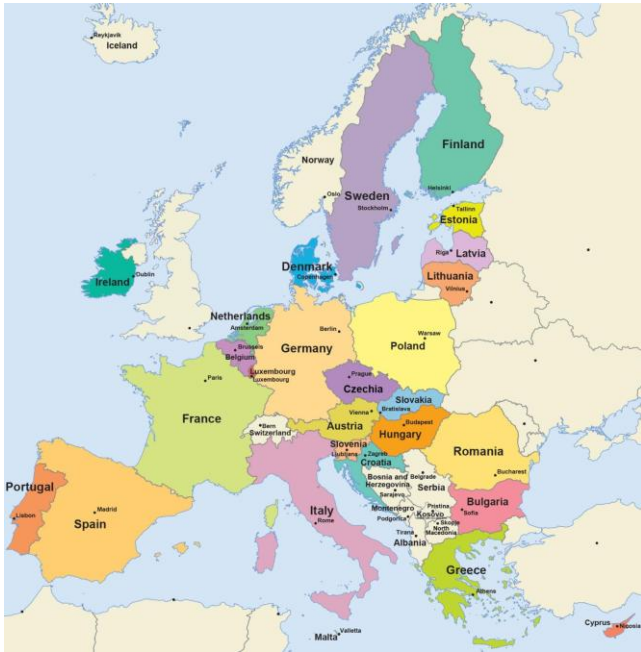 Reykjavik
Iceland
Norway
Oslo
Sweden
Stockholm
Finland
Helsinki
Tallinn
Estonia
Riga
Latvia
Lithuania
Vilnius
Denmark
Copenhagen
Ireland
Dublin
Netherlands
Amsterdam
Brussels
Belgium
Luxembourg
Luxembourg
Berlin
Germany
Warsaw
Poland
Prague
Czechia
Slovakia
Bratislava
Vienna
Austria
Budapest
Hungary
Paris
France
Bern
Switzerland
Slovenia
Ljubljana
Zagreb
Croatia
Romania
Bucharest
Bosnia and
Herzegovina
Sarajevo
Belgrade
Serbia
Montenegro
Podgorica
Pristina
Kosovo
Bulgaria
Sofia
Skopje
North
Macedonia
Tirana
Albania
Italy
Rome
Portugal
Lisbon
Madrid
Spain
Greece
Athens
Malta
Valletta
Cyprus
Nicosia